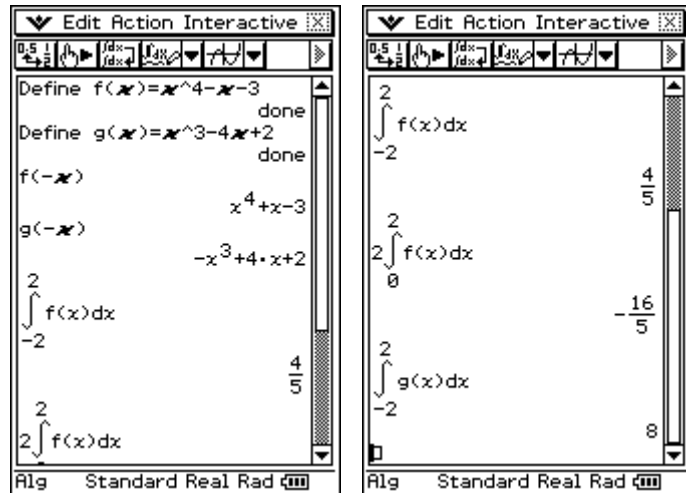 Edit Action Interactive
Define f(x)=x^4-x-3
done
Define g(x)=x^3-4x+2
done
f(-x)
x⁴+x-3
g(-x)
-x³+4·x+2
2
∫f(x)dx
-2
4/5
2
2∫f(x)dx
Alg Standard Real Rad
Edit Action Interactive
2
∫f(x)dx
-2
4/5
2
2∫f(x)dx
0
-16/5
2
∫g(x)dx
-2
8
Alg Standard Real Rad